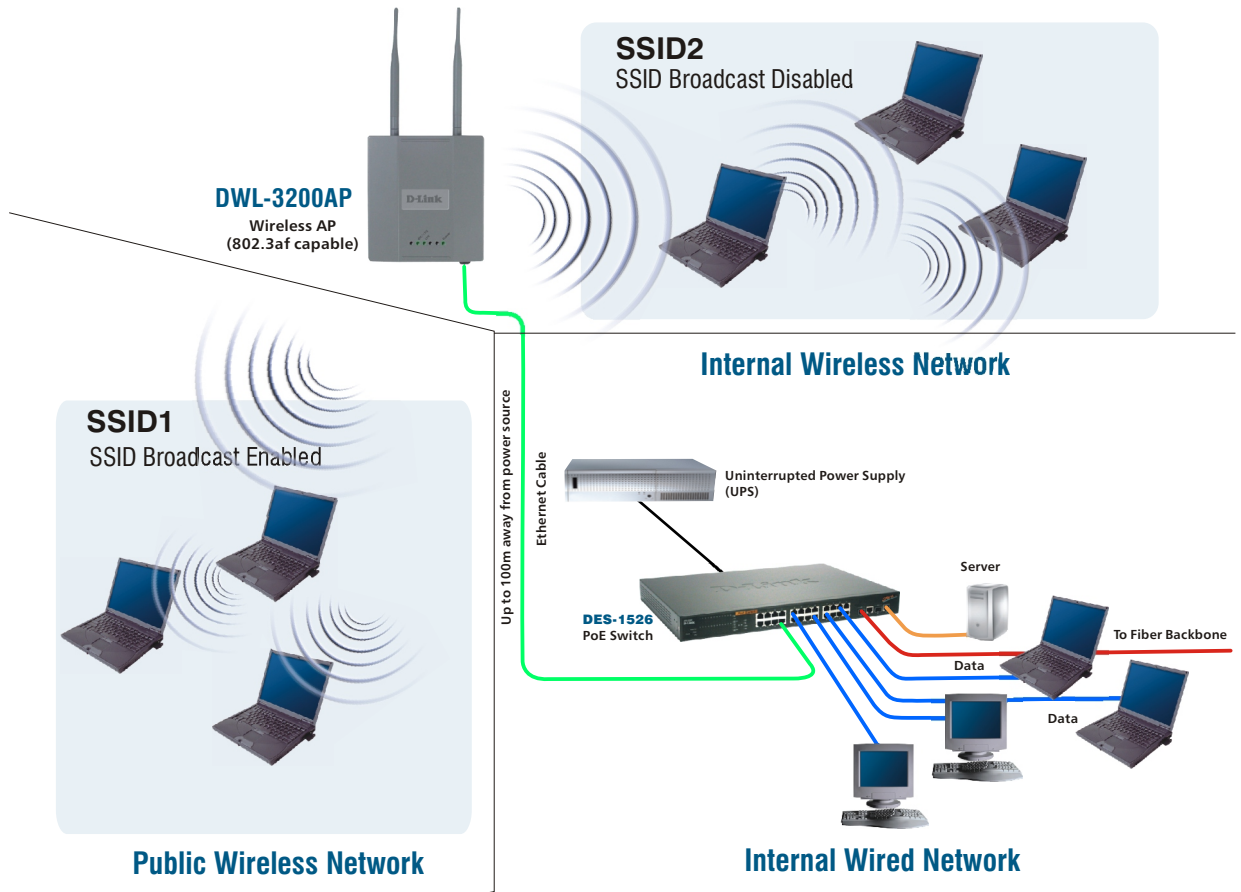 SSID2
SSID Broadcast Disabled
D-Link
DWL-3200AP
Wireless AP
(802.3af capable)
Internal Wireless Network
SSID1
SSID Broadcast Enabled
Up to 100m away from power source
Ethernet Cable
Uninterrupted Power Supply
(UPS)
D-Link
Server
DES-1526
PoE Switch
To Fiber Backbone
Data
Data
Public Wireless Network
Internal Wired Network